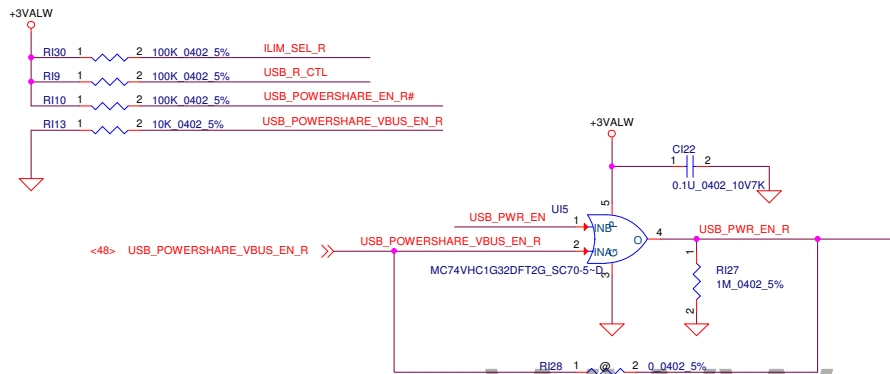 +3VALW
RI30 1 2 100K_0402_5% ILIM_SEL_R
RI9 1 2 100K_0402_5% USB_R_CTL
RI10 1 2 100K_0402_5% USB_POWERSHARE_EN_R#
RI13 1 2 10K_0402_5% USB_POWERSHARE_VBUS_EN_R
+3VALW
CI22
1 2
0.1U_0402_10V7K
UI5
5
USB_PWR_EN 1 INB P
O 4 USB_PWR_EN_R
<48> USB_POWERSHARE_VBUS_EN_R USB_POWERSHARE_VBUS_EN_R 2 INA G
MC74VHC1G32DFT2G_SC70-5~D
3
1
RI27
1M_0402_5%
2
RI28 1 @ 2 0_0402_5%